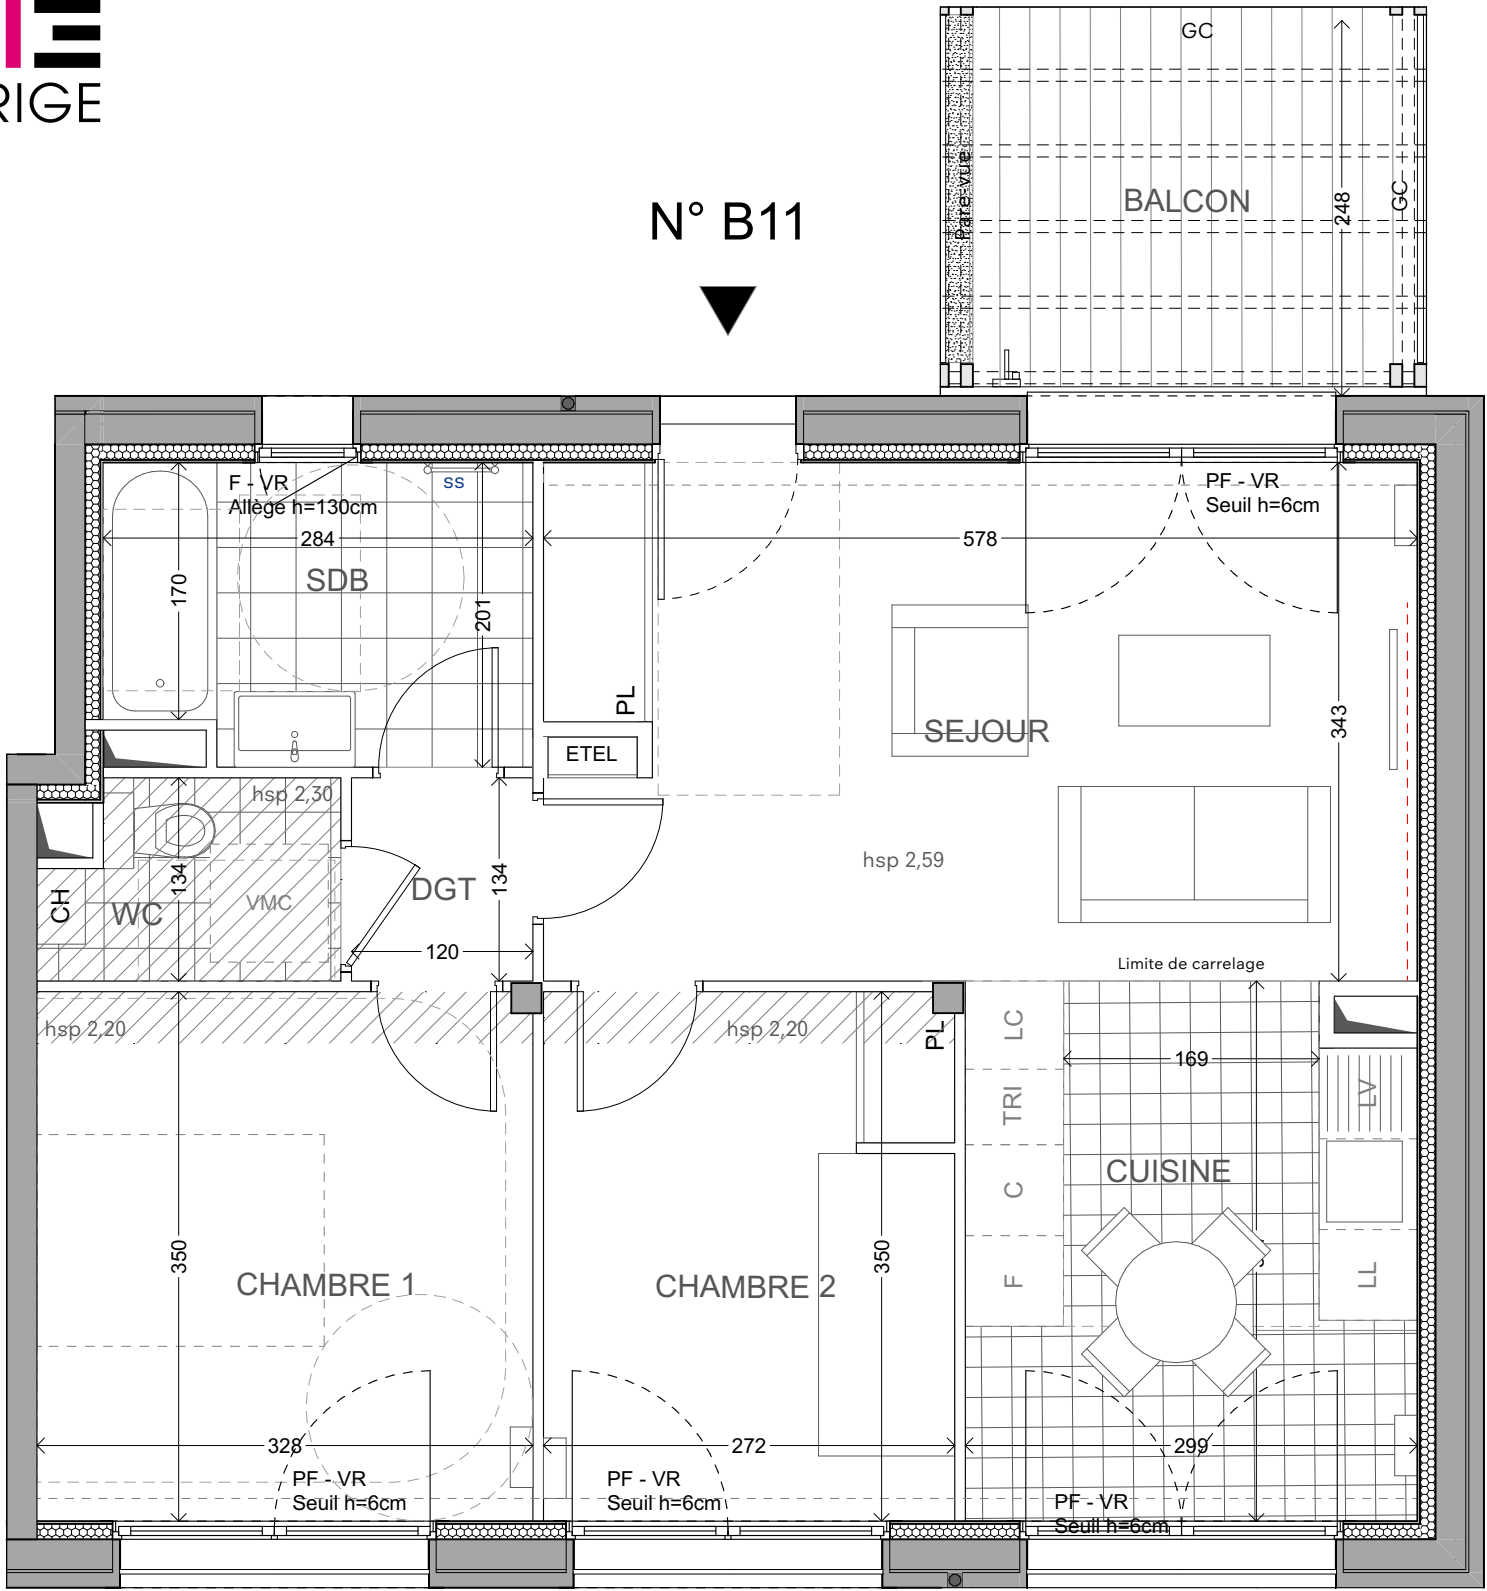 RIGE
GC
Pare-vue
BALCON
248
GC
N° B11
F - VR
Allège h=130cm
ss
PF - VR
Seuil h=6cm
284
578
SDB
170
201
PL
ETEL
SEJOUR
343
hsp 2,30
hsp 2,59
134
CH
WC
VMC
DGT
134
120
Limite de carrelage
hsp 2,20
hsp 2,20
PL
LC
169
TRI
LV
C
CUISINE
F
LL
350
CHAMBRE 1
CHAMBRE 2
350
328
272
299
PF - VR
Seuil h=6cm
PF - VR
Seuil h=6cm
PF - VR
Seuil h=6cm